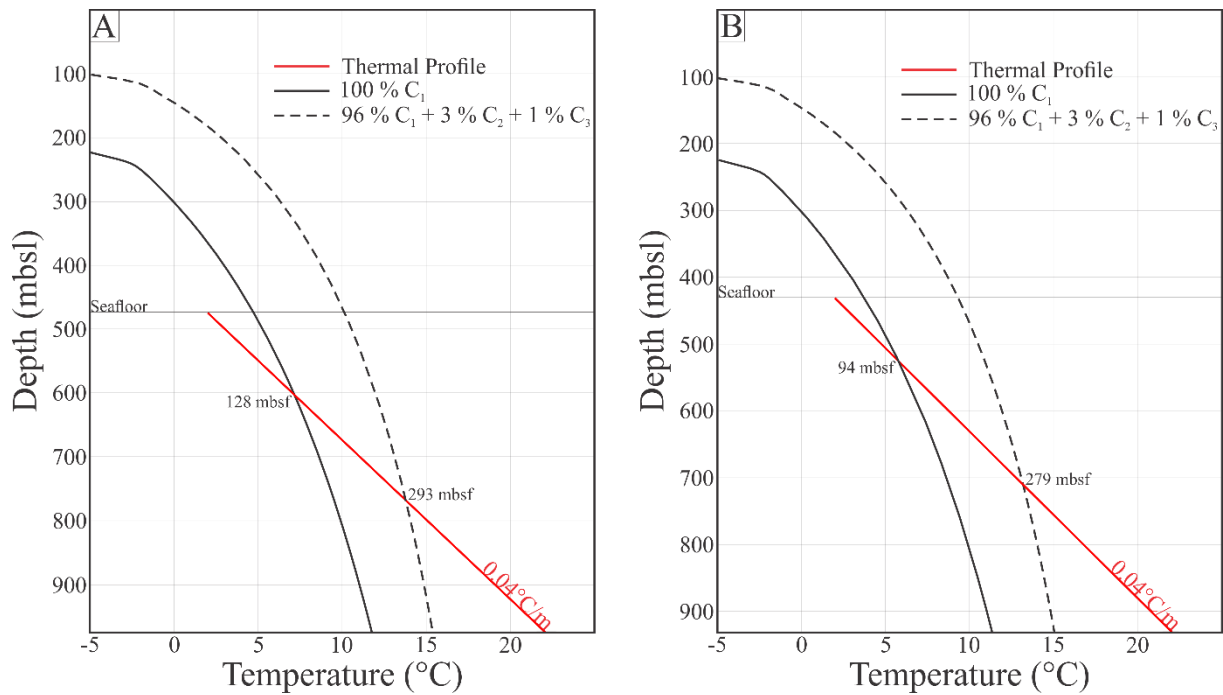 A
Thermal Profile
100 % C₁
96 % C₁ + 3 % C₂ + 1 % C₃
100
200
300
400
Seafloor
500
128 mbsf
600
700
293 mbsf
800
900
0.04°C/m
-5
0
5
10
15
20
Depth (mbsl)
Temperature (°C)
B
Thermal Profile
100 % C₁
96 % C₁ + 3 % C₂ + 1 % C₃
100
200
300
400
Seafloor
500
94 mbsf
600
700
279 mbsf
800
900
0.04°C/m
-5
0
5
10
15
20
Depth (mbsl)
Temperature (°C)